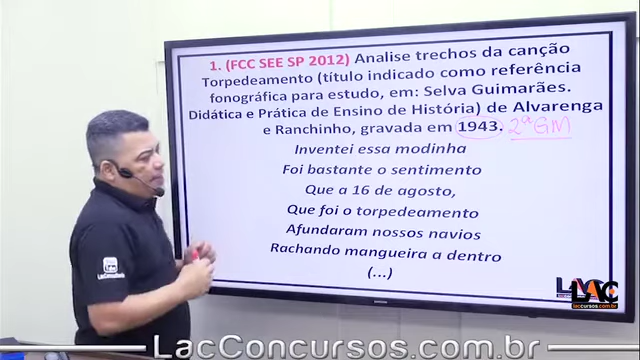 1. (FCC SEE SP 2012) Analise trechos da canção
Torpedeamento (título indicado como referência
fonográfica para estudo, em: Selva Guimarães.
Didática e Prática de Ensino de História) de Alvarenga
e Ranchinho, gravada em 1943. 2ª GM
Inventei essa modinha
Foi bastante o sentimento
Que a 16 de agosto,
Que foi o torpedeamento
Afundaram nossos navios
Rachando mangueira a dentro
(...)
LAC
laccursos.com.br
LacConcursos.com.br